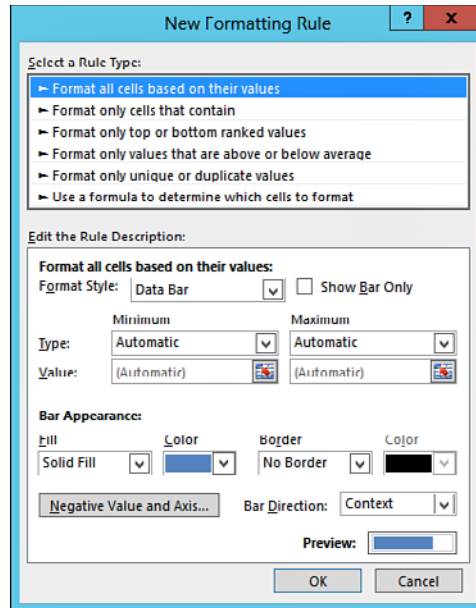 New Formatting Rule
? x
Select a Rule Type:
► Format all cells based on their values
► Format only cells that contain
► Format only top or bottom ranked values
► Format only values that are above or below average
► Format only unique or duplicate values
► Use a formula to determine which cells to format
Edit the Rule Description:
Format all cells based on their values:
Format Style: Data Bar Show Bar Only
Minimum Maximum
Type: Automatic Automatic
Value: (Automatic) (Automatic)
Bar Appearance:
Fill Color Border Color
Solid Fill No Border
Negative Value and Axis... Bar Direction: Context
Preview:
OK Cancel